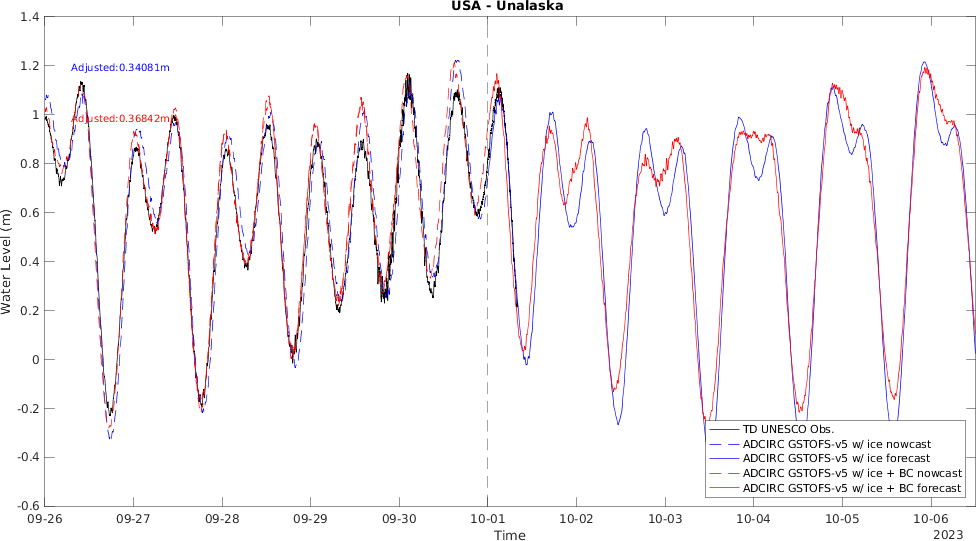 USA - Unalaska
1.4
1.2
1
0.8
0.6
0.4
0.2
0
-0.2
-0.4
-0.6
Water Level (m)
Adjusted:0.34081m
Adjusted:0.36842m
TD UNESCO Obs.
ADCIRC GSTOFS-v5 w/ ice nowcast
ADCIRC GSTOFS-v5 w/ ice forecast
ADCIRC GSTOFS-v5 w/ ice + BC nowcast
ADCIRC GSTOFS-v5 w/ ice + BC forecast
09-26 09-27 09-28 09-29 09-30 10-01 10-02 10-03 10-04 10-05 10-06
Time
2023